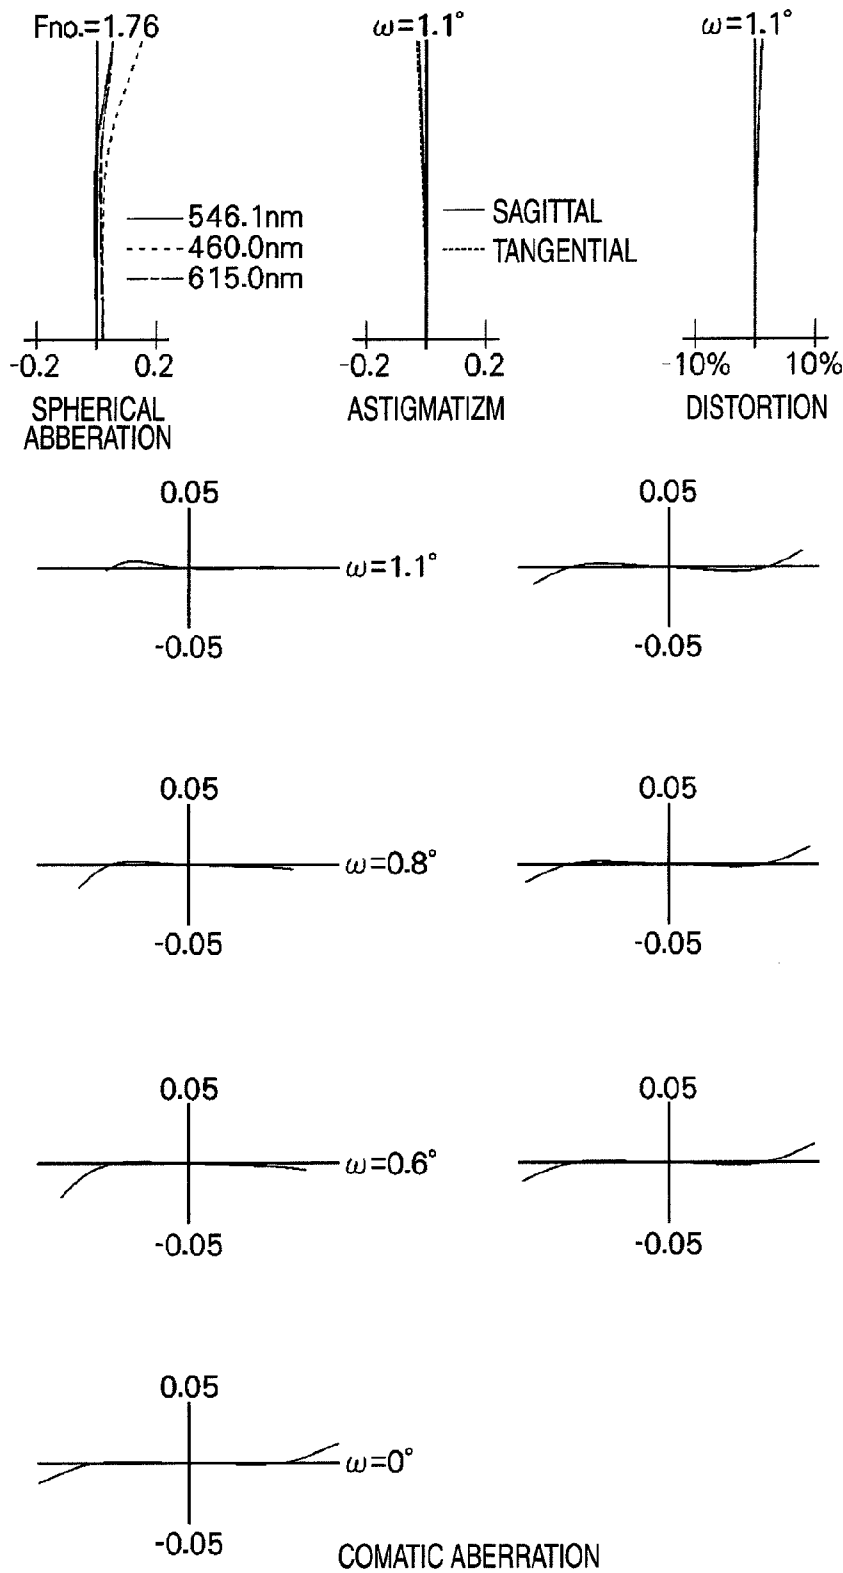 Fno.=1.76
546.1nm
460.0nm
615.0nm
-0.2 0.2
SPHERICAL
ABBERATION
ω=1.1°
SAGITTAL
TANGENTIAL
-0.2 0.2
ASTIGMATIZM
ω=1.1°
-10% 10%
DISTORTION
0.05 0.05
ω=1.1°
-0.05 -0.05
0.05 0.05
ω=0.8°
-0.05 -0.05
0.05 0.05
ω=0.6°
-0.05 -0.05
0.05
ω=0°
-0.05
COMATIC ABERRATION